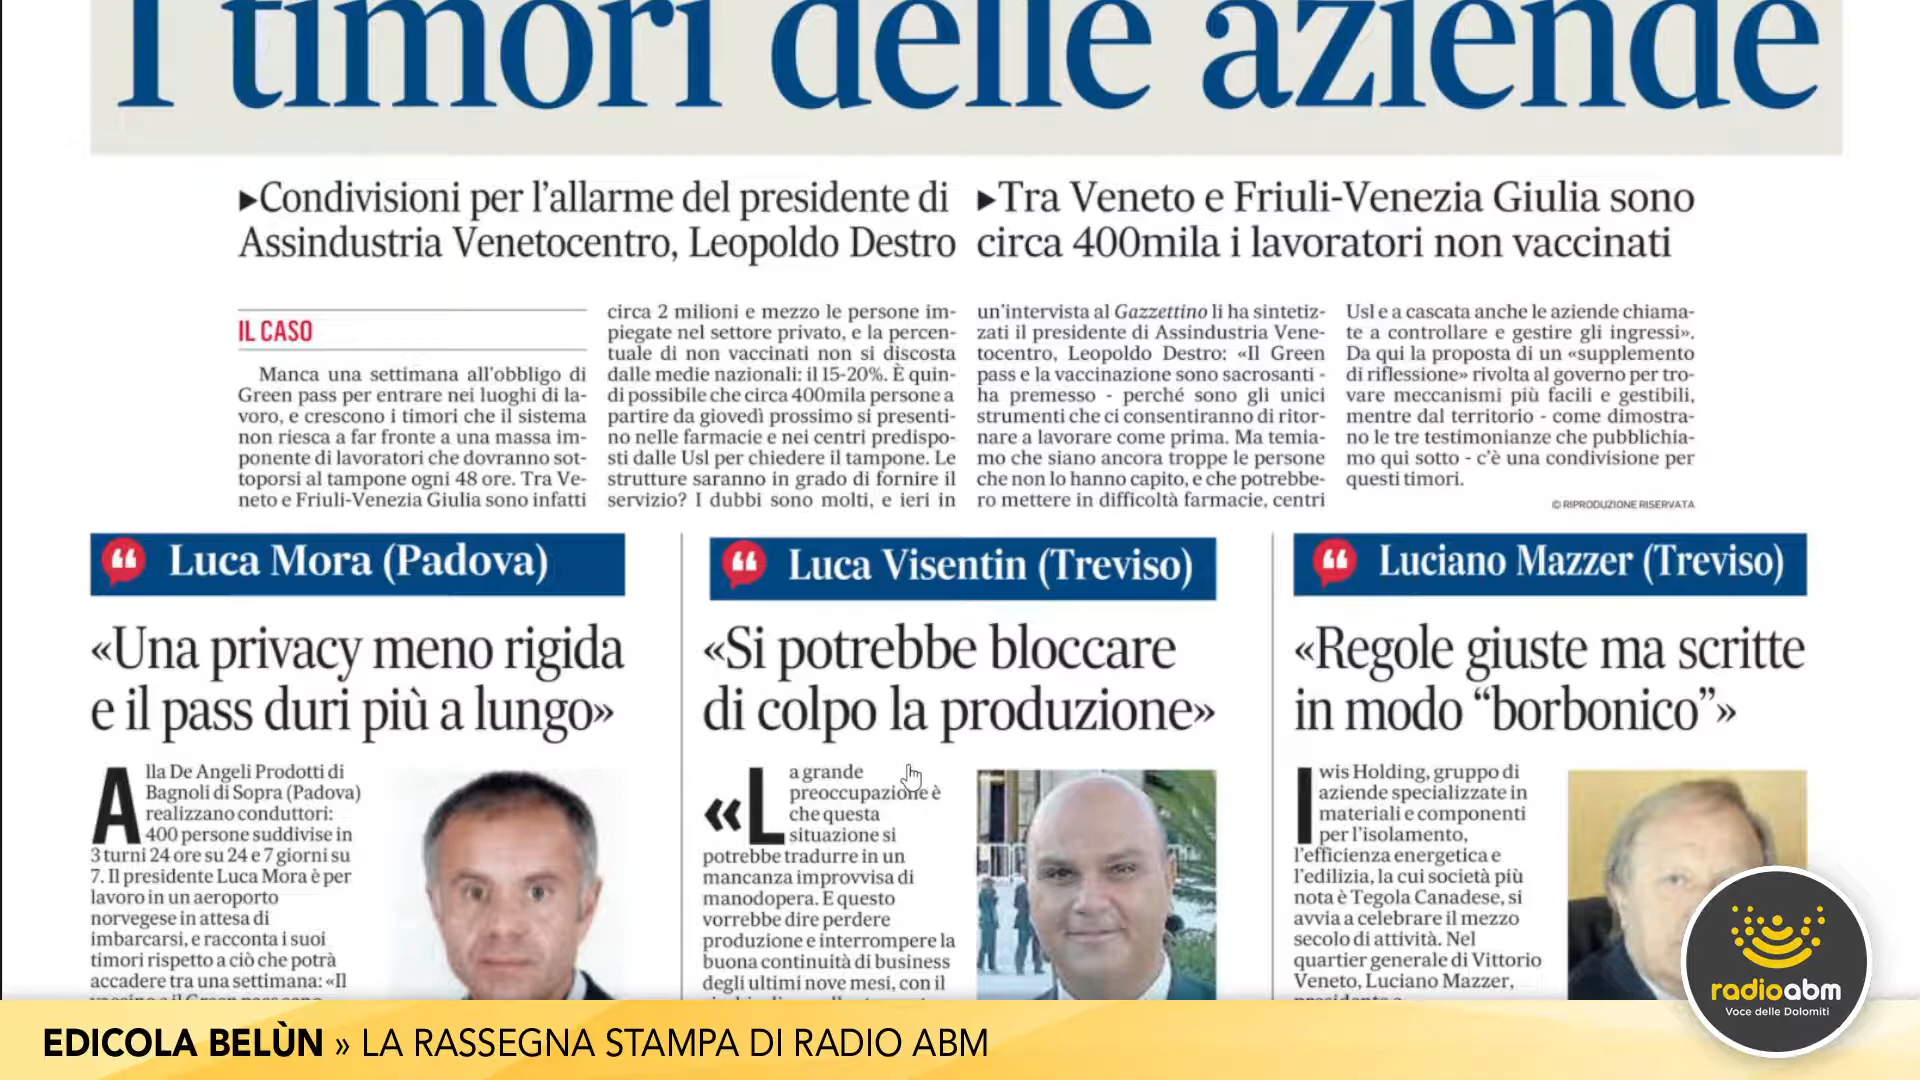 I timori delle aziende
▶Condivisioni per l’allarme del presidente di
Assindustria Venetocentro, Leopoldo Destro
▶Tra Veneto e Friuli-Venezia Giulia sono
circa 400mila i lavoratori non vaccinati
IL CASO
Manca una settimana all'obbligo di
Green pass per entrare nei luoghi di la-
voro, e crescono i timori che il sistema
non riesca a far fronte a una massa im-
ponente di lavoratori che dovranno sot-
toporsi al tampone ogni 48 ore. Tra Ve-
neto e Friuli-Venezia Giulia sono infatti
circa 2 milioni e mezzo le persone im-
piegate nel settore privato, e la percen-
tuale di non vaccinati non si discosta
dalle medie nazionali: il 15-20%. È quin-
di possibile che circa 400mila persone a
partire da giovedì prossimo si presenti-
no nelle farmacie e nei centri predispo-
sti dalle Usl per chiedere il tampone. Le
strutture saranno in grado di fornire il
servizio? I dubbi sono molti, e ieri in
un'intervista al Gazzettino li ha sintetiz-
zati il presidente di Assindustria Vene-
tocentro, Leopoldo Destro: «Il Green
pass e la vaccinazione sono sacrosanti -
ha premesso - perché sono gli unici
strumenti che ci consentiranno di ritor-
nare a lavorare come prima. Ma temia-
mo che siano ancora troppe le persone
che non lo hanno capito, e che potrebbe-
ro mettere in difficoltà farmacie, centri
Usl e a cascata anche le aziende chiama-
te a controllare e gestire gli ingressi».
Da qui la proposta di un «supplemento
di riflessione» rivolta al governo per tro-
vare meccanismi più facili e gestibili,
mentre dal territorio - come dimostra-
no le tre testimonianze che pubblichia-
mo qui sotto - c'è una condivisione per
questi timori.
© RIPRODUZIONE RISERVATA
“ Luca Mora (Padova)
«Una privacy meno rigida
e il pass duri più a lungo»
Alla De Angeli Prodotti di
Bagnoli di Sopra (Padova)
realizzano conduttori:
400 persone suddivise in
3 turni 24 ore su 24 e 7 giorni su
7. Il presidente Luca Mora è per
lavoro in un aeroporto
norvegese in attesa di
imbarcarsi, e racconta i suoi
timori rispetto a ciò che potrà
accadere tra una settimana: «Il
“ Luca Visentin (Treviso)
«Si potrebbe bloccare
di colpo la produzione»
«La grande
preoccupazione è
che questa
situazione si
potrebbe tradurre in un
mancanza improvvisa di
manodopera. E questo
vorrebbe dire perdere
produzione e interrompere la
buona continuità di business
degli ultimi nove mesi, con il
“ Luciano Mazzer (Treviso)
«Regole giuste ma scritte
in modo “borbonico”»
Iwis Holding, gruppo di
aziende specializzate in
materiali e componenti
per l'isolamento,
l'efficienza energetica e
l'edilizia, la cui società più
nota è Tegola Canadese, si
avvia a celebrare il mezzo
secolo di attività. Nel
quartier generale di Vittorio
Veneto, Luciano Mazzer,
radioabm
Voce delle Dolomiti
EDICOLA BELÙN » LA RASSEGNA STAMPA DI RADIO ABM